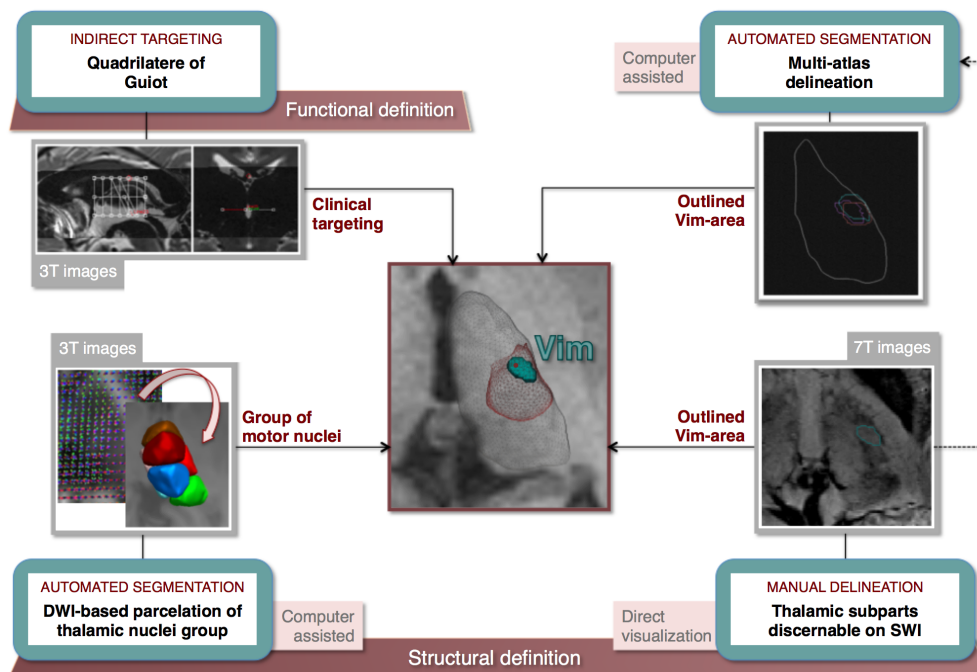 INDIRECT TARGETING
Quadrilatere of
Guiot
Functional definition
3T images
Clinical
targeting
Computer
assisted
AUTOMATED SEGMENTATION
Multi-atlas
delineation
Outlined
Vim-area
Vim
3T images
Group of
motor nuclei
AUTOMATED SEGMENTATION
DWI-based parcelation of
thalamic nuclei group
Computer
assisted
7T images
Outlined
Vim-area
Direct
visualization
MANUAL DELINEATION
Thalamic subparts
discernable on SWI
Structural definition